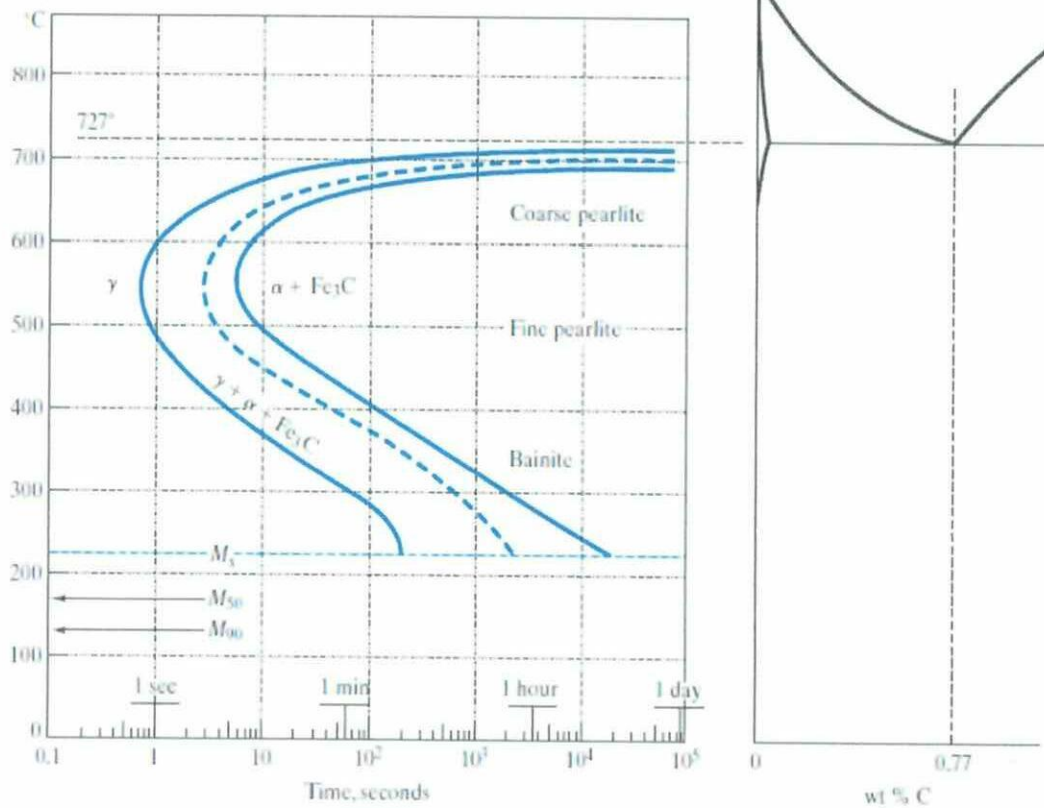 °C
800
727°
700
Coarse pearlite
600
γ
α + Fe₃C
500
Fine pearlite
γ + α + Fe₃C
400
Bainite
300
Mₛ
200
M₅₀
M₉₀
100
1 sec
1 min
1 hour
1 day
0
0.1
1
10
10²
10³
10⁴
10⁵
Time, seconds
0
0.77
wt % C